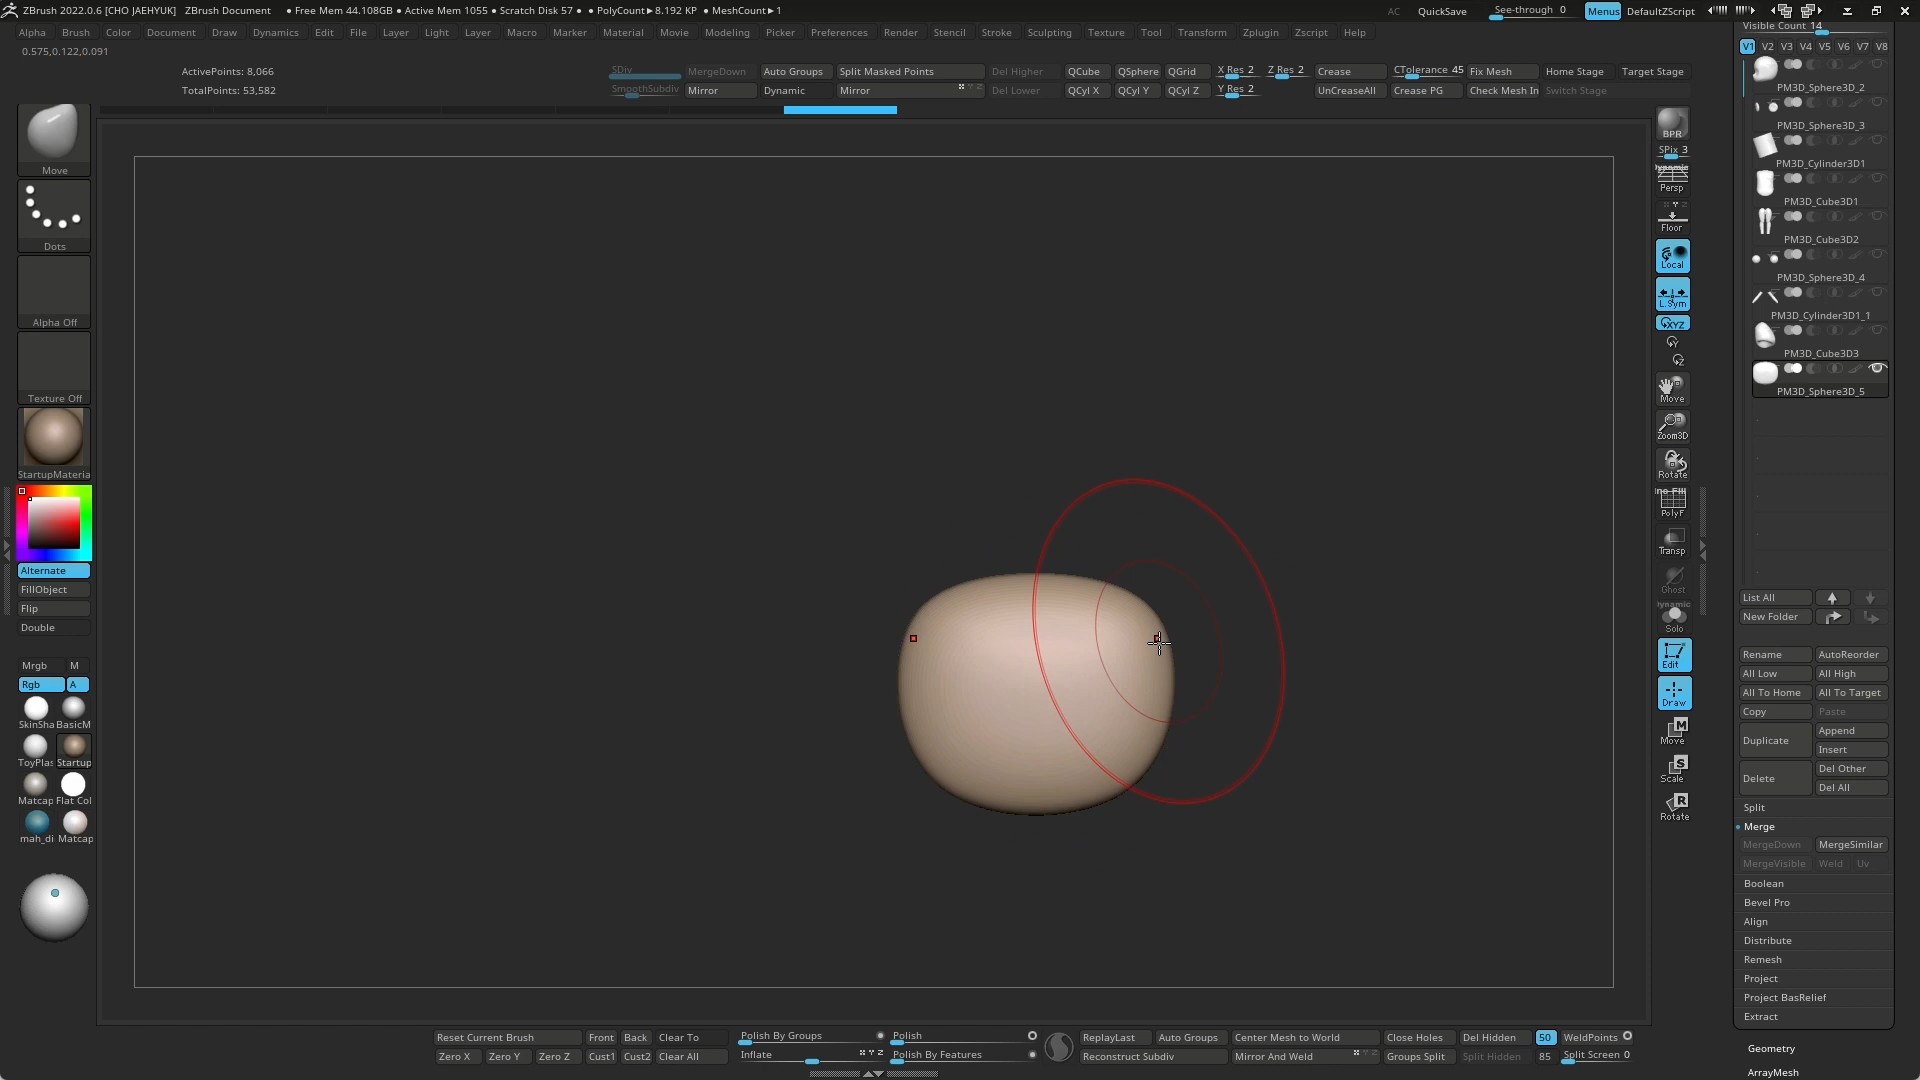 ZBrush 2022.0.6 [CHO JAEHYUK] ZBrush Document • Free Mem 44.108GB • Active Mem 1055 • Scratch Disk 57 • • PolyCount► 8.192 KP • MeshCount► 1 AC QuickSave See-through 0 Menus DefaultZScript
Alpha Brush Color Document Draw Dynamics Edit File Layer Light Layer Macro Marker Material Movie Modeling Picker Preferences Render Stencil Stroke Sculpting Texture Tool Transform Zplugin Zscript Help
0.575,0.122,0.091
ActivePoints: 8,066
TotalPoints: 53,582
SDiv MergeDown Auto Groups Split Masked Points Del Higher QCube QSphere QGrid X Res 2 Z Res 2 Crease CTolerance 45 Fix Mesh Home Stage Target Stage
SmoothSubdiv Mirror Dynamic Mirror Del Lower QCyl X QCyl Y QCyl Z Y Res 2 UnCreaseAll Crease PG Check Mesh In Switch Stage
Move
Dots
Alpha Off
Texture Off
StartupMateria
Alternate
FillObject
Flip
Double
Mrgb M
Rgb A
SkinSha BasicM
ToyPlas Startup
Matcap Flat Col
mah_di Matcap
BPR
SPix 3
Dynamic
Persp
Floor
Local
L.Sym
XYZ
Y
Z
Move
Zoom3D
Rotate
PolyF
Transp
Ghost
Dynamic
Solo
Edit
Draw
Move
Scale
Rotate
Visible Count 14
V1 V2 V3 V4 V5 V6 V7 V8
PM3D_Sphere3D_2
PM3D_Sphere3D_3
PM3D_Cylinder3D1
PM3D_Cube3D1
PM3D_Cube3D2
PM3D_Sphere3D_4
PM3D_Cylinder3D1_1
PM3D_Cube3D3
PM3D_Sphere3D_5
List All
New Folder
Rename AutoReorder
All Low All High
All To Home All To Target
Copy Paste
Duplicate Append
Insert
Delete Del Other
Del All
Split
Merge
MergeDown MergeSimilar
MergeVisible Weld Uv
Boolean
Bevel Pro
Align
Distribute
Remesh
Project
Project BasRelief
Extract
Geometry
ArrayMesh
Reset Current Brush Front Back Clear To Polish By Groups Polish ReplayLast Auto Groups Center Mesh to World Close Holes Del Hidden 50 WeldPoints
Zero X Zero Y Zero Z Cust1 Cust2 Clear All Inflate Polish By Features Reconstruct Subdiv Mirror And Weld Groups Split Split Hidden 85 Split Screen 0